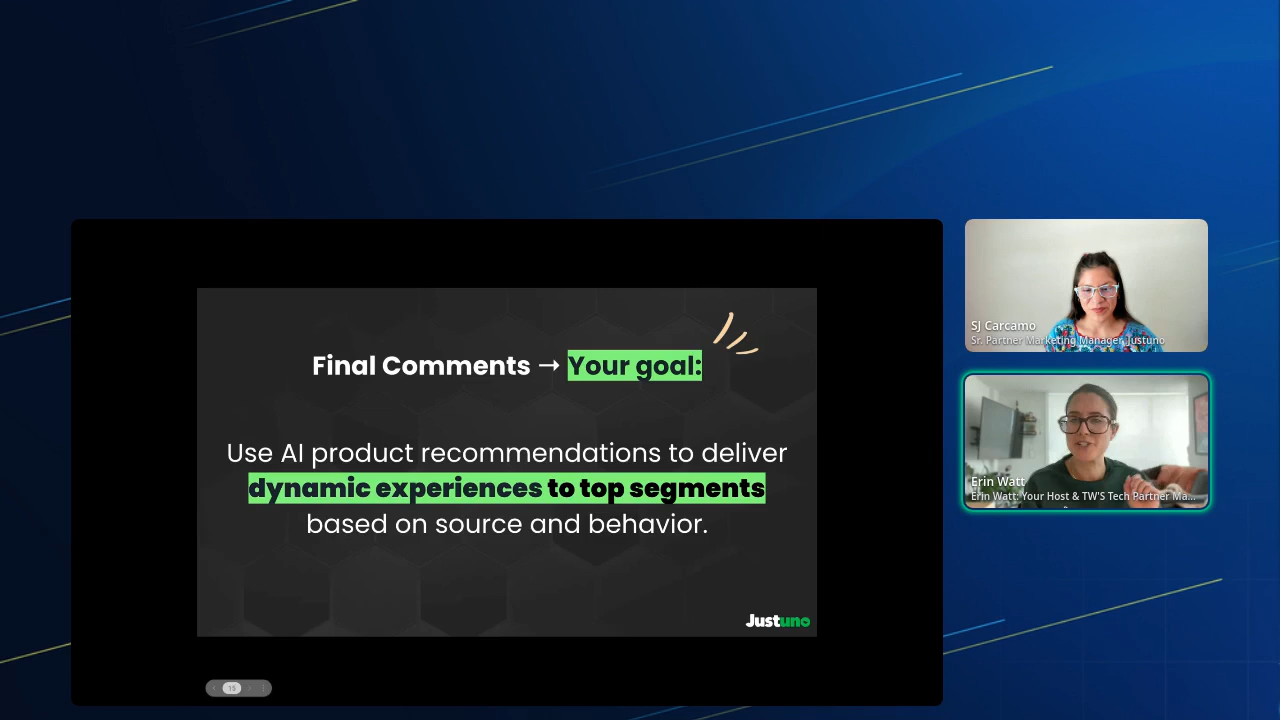 Final Comments → Your goal:
Use AI product recommendations to deliver
dynamic experiences to top segments
based on source and behavior.
Justuno
15
SJ Carcamo
Sr. Partner Marketing Manager, Justuno
Erin Watt
Erin Watt: Your Host & TW'S Tech Partner Ma...